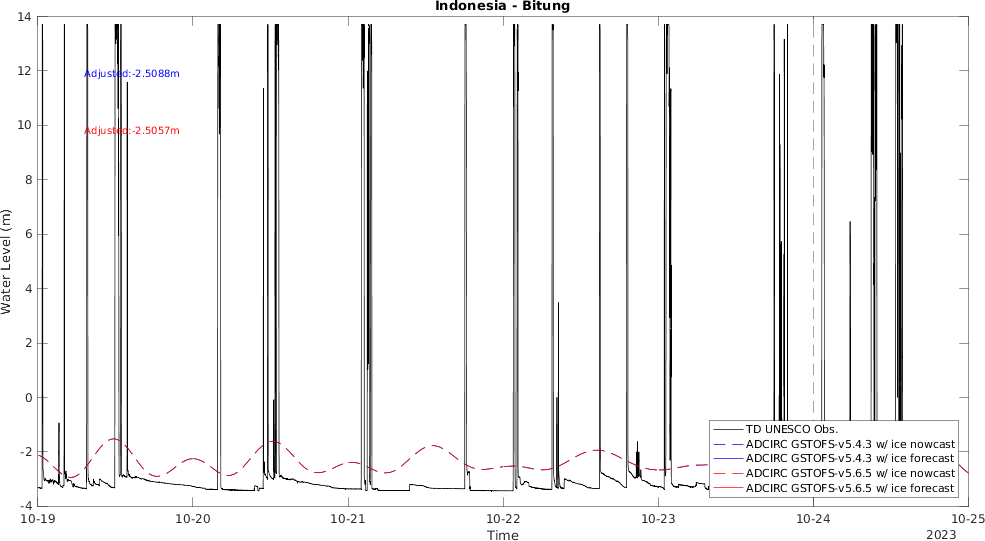 Indonesia - Bitung
14
12
10
8
6
4
2
0
-2
-4
Water Level (m)
Adjusted:-2.5088m
Adjusted:-2.5057m
TD UNESCO Obs.
ADCIRC GSTOFS-v5.4.3 w/ ice nowcast
ADCIRC GSTOFS-v5.4.3 w/ ice forecast
ADCIRC GSTOFS-v5.6.5 w/ ice nowcast
ADCIRC GSTOFS-v5.6.5 w/ ice forecast
10-19 10-20 10-21 10-22 10-23 10-24 10-25
Time
2023